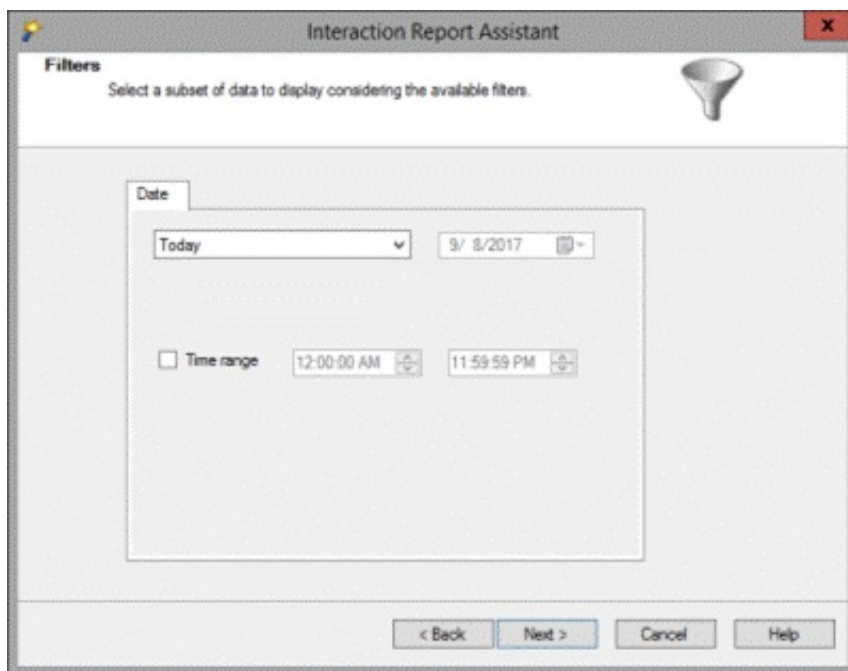 Interaction Report Assistant
x
Filters
Select a subset of data to display considering the available filters.
Date
Today 9/ 8/2017
Time range 12:00:00 AM 11:59:59 PM
< Back Next > Cancel Help